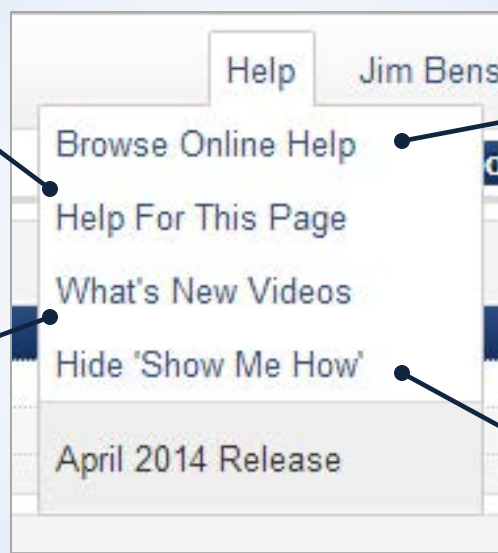 Help Jim Bens
Browse Online Help
Help For This Page
What's New Videos
Hide 'Show Me How'
April 2014 Release